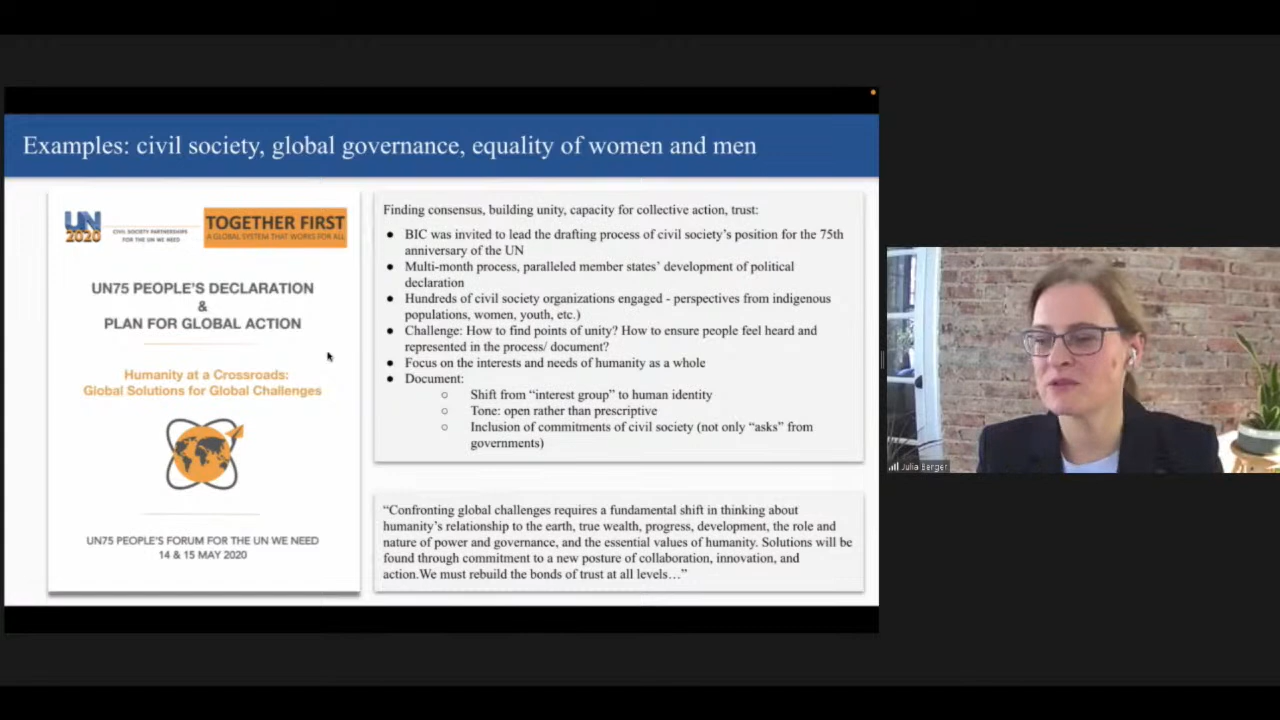 Examples: civil society, global governance, equality of women and men
UN
2020
CIVIL SOCIETY PARTNERSHIPS
FOR THE UN WE NEED
TOGETHER FIRST
A GLOBAL SYSTEM THAT WORKS FOR ALL
UN75 PEOPLE'S DECLARATION
&
PLAN FOR GLOBAL ACTION
Humanity at a Crossroads:
Global Solutions for Global Challenges
UN75 PEOPLE'S FORUM FOR THE UN WE NEED
14 & 15 MAY 2020
Finding consensus, building unity, capacity for collective action, trust:
● BIC was invited to lead the drafting process of civil society's position for the 75th
anniversary of the UN
● Multi-month process, paralleled member states' development of political
declaration
● Hundreds of civil society organizations engaged - perspectives from indigenous
populations, women, youth, etc.)
● Challenge: How to find points of unity? How to ensure people feel heard and
represented in the process/ document?
● Focus on the interests and needs of humanity as a whole
● Document:
○ Shift from “interest group” to human identity
○ Tone: open rather than prescriptive
○ Inclusion of commitments of civil society (not only “asks” from
governments)
“Confronting global challenges requires a fundamental shift in thinking about
humanity's relationship to the earth, true wealth, progress, development, the role and
nature of power and governance, and the essential values of humanity. Solutions will be
found through commitment to a new posture of collaboration, innovation, and
action.We must rebuild the bonds of trust at all levels…”
Julia Berger